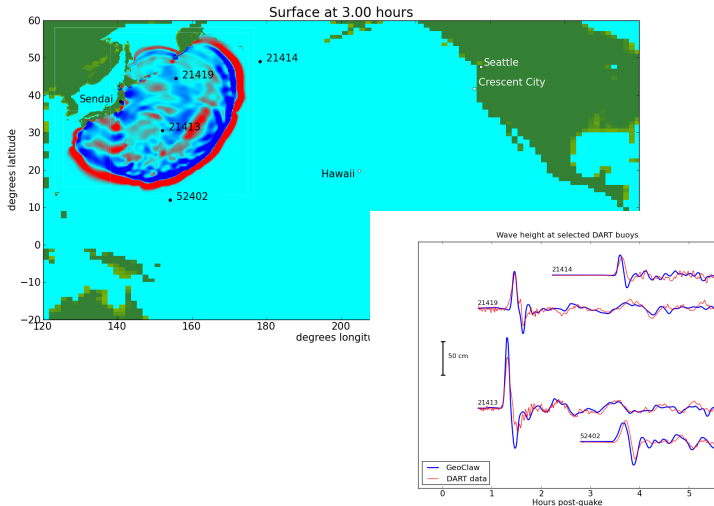 Surface at 3.00 hours
60
50
40
30
20
10
0
−10
−20
degrees latitude
120
140
160
180
200
degrees longitu
21414
21419
Sendai
21413
52402
Hawaii
Seattle
Crescent City
Wave height at selected DART buoys
21414
21419
50 cm
21413
52402
GeoClaw
DART data
0
1
2
3
4
5
Hours post-quake